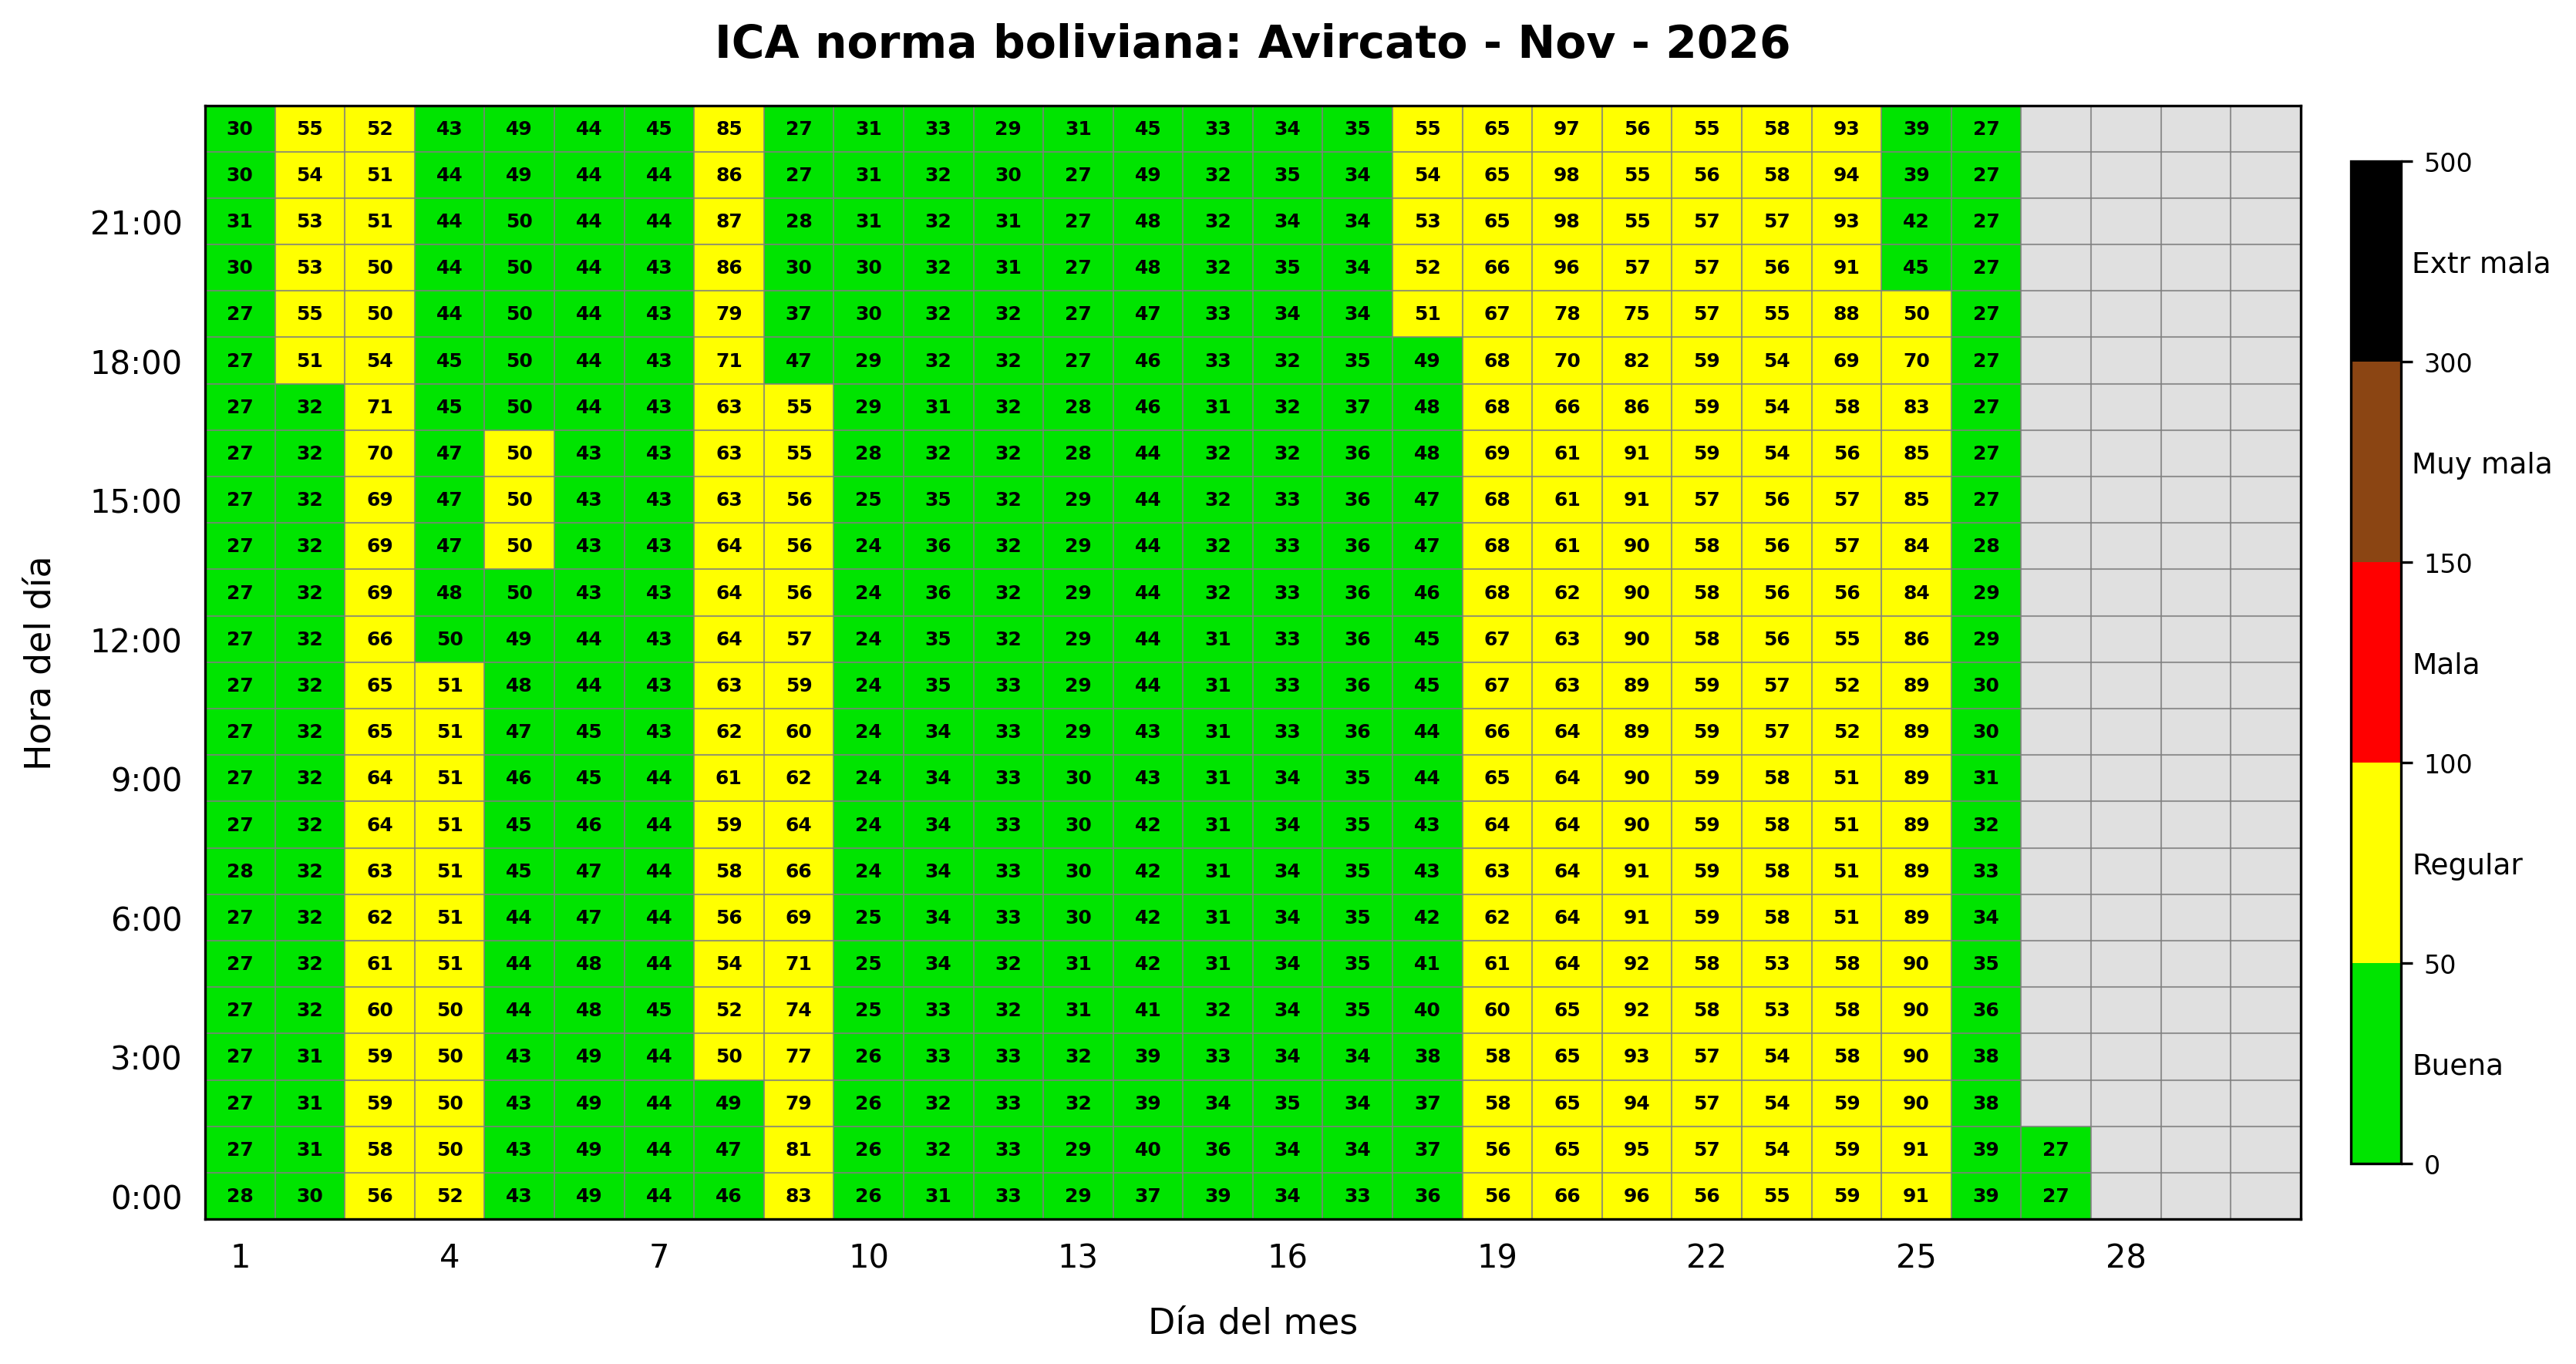 ICA norma boliviana: Avircato - Nov - 2026
30 55 52 43 49 44 45 85 27 31 33 29 31 45 33 34 35 55 65 97 56 55 58 93 39 27
30 54 51 44 49 44 44 86 27 31 32 30 27 49 32 35 34 54 65 98 55 56 58 94 39 27
21:00 31 53 51 44 50 44 44 87 28 31 32 31 27 48 32 34 34 53 65 98 55 57 57 93 42 27
30 53 50 44 50 44 43 86 30 30 32 31 27 48 32 35 34 52 66 96 57 57 56 91 45 27
27 55 50 44 50 44 43 79 37 30 32 32 27 47 33 34 34 51 67 78 75 57 55 88 50 27
18:00 27 51 54 45 50 44 43 71 47 29 32 32 27 46 33 32 35 49 68 70 82 59 54 69 70 27
27 32 71 45 50 44 43 63 55 29 31 32 28 46 31 32 37 48 68 66 86 59 54 58 83 27
27 32 70 47 50 43 43 63 55 28 32 32 28 44 32 32 36 48 69 61 91 59 54 56 85 27
15:00 27 32 69 47 50 43 43 63 56 25 35 32 29 44 32 33 36 47 68 61 91 57 56 57 85 27
27 32 69 47 50 43 43 64 56 24 36 32 29 44 32 33 36 47 68 61 90 58 56 57 84 28
27 32 69 48 50 43 43 64 56 24 36 32 29 44 32 33 36 46 68 62 90 58 56 56 84 29
12:00 27 32 66 50 49 44 43 64 57 24 35 32 29 44 31 33 36 45 67 63 90 58 56 55 86 29
27 32 65 51 48 44 43 63 59 24 35 33 29 44 31 33 36 45 67 63 89 59 57 52 89 30
27 32 65 51 47 45 43 62 60 24 34 33 29 43 31 33 36 44 66 64 89 59 57 52 89 30
9:00 27 32 64 51 46 45 44 61 62 24 34 33 30 43 31 34 35 44 65 64 90 59 58 51 89 31
27 32 64 51 45 46 44 59 64 24 34 33 30 42 31 34 35 43 64 64 90 59 58 51 89 32
28 32 63 51 45 47 44 58 66 24 34 33 30 42 31 34 35 43 63 64 91 59 58 51 89 33
6:00 27 32 62 51 44 47 44 56 69 25 34 33 30 42 31 34 35 42 62 64 91 59 58 51 89 34
27 32 61 51 44 48 44 54 71 25 34 32 31 42 31 34 35 41 61 64 92 58 53 58 90 35
27 32 60 50 44 48 45 52 74 25 33 32 31 41 32 34 35 40 60 65 92 58 53 58 90 36
3:00 27 31 59 50 43 49 44 50 77 26 33 33 32 39 33 34 34 38 58 65 93 57 54 58 90 38
27 31 59 50 43 49 44 49 79 26 32 33 32 39 34 35 34 37 58 65 94 57 54 59 90 38
27 31 58 50 43 49 44 47 81 26 32 33 29 40 36 34 34 37 56 65 95 57 54 59 91 39 27
0:00 28 30 56 52 43 49 44 46 83 26 31 33 29 37 39 34 33 36 56 66 96 56 55 59 91 39 27
1 4 7 10 13 16 19 22 25 28
Día del mes
Hora del día
500
Extr mala
300
Muy mala
150
Mala
100
Regular
50
Buena
0